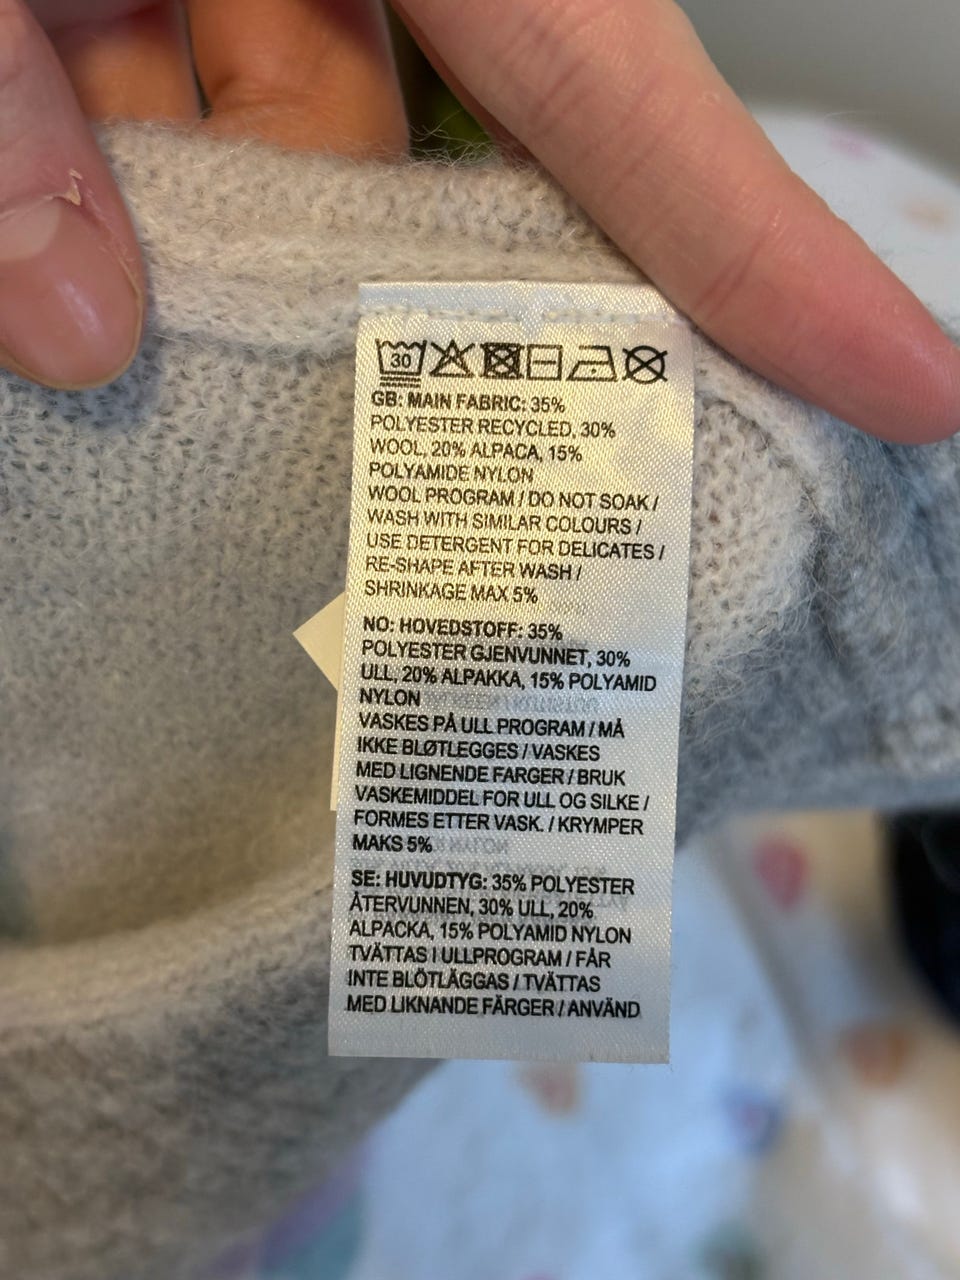 30
GB: MAIN FABRIC: 35%
POLYESTER RECYCLED, 30%
WOOL, 20% ALPACA, 15%
POLYAMIDE NYLON
WOOL PROGRAM / DO NOT SOAK /
WASH WITH SIMILAR COLOURS /
USE DETERGENT FOR DELICATES /
RE-SHAPE AFTER WASH /
SHRINKAGE MAX 5%
NO: HOVEDSTOFF: 35%
POLYESTER GJENVUNNET, 30%
ULL, 20% ALPAKKA, 15% POLYAMID
NYLON
VASKES PÅ ULL PROGRAM / MÅ
IKKE BLØTLEGGES / VASKES
MED LIGNENDE FARGER / BRUK
VASKEMIDDEL FOR ULL OG SILKE /
FORMES ETTER VASK. / KRYMPER
MAKS 5%
SE: HUVUDTYG: 35% POLYESTER
ÅTERVUNNEN, 30% ULL, 20%
ALPACKA, 15% POLYAMID NYLON
TVÄTTAS I ULLPROGRAM / FÅR
INTE BLÖTLÄGGAS / TVÄTTAS
MED LIKNANDE FÄRGER / ANVÄND